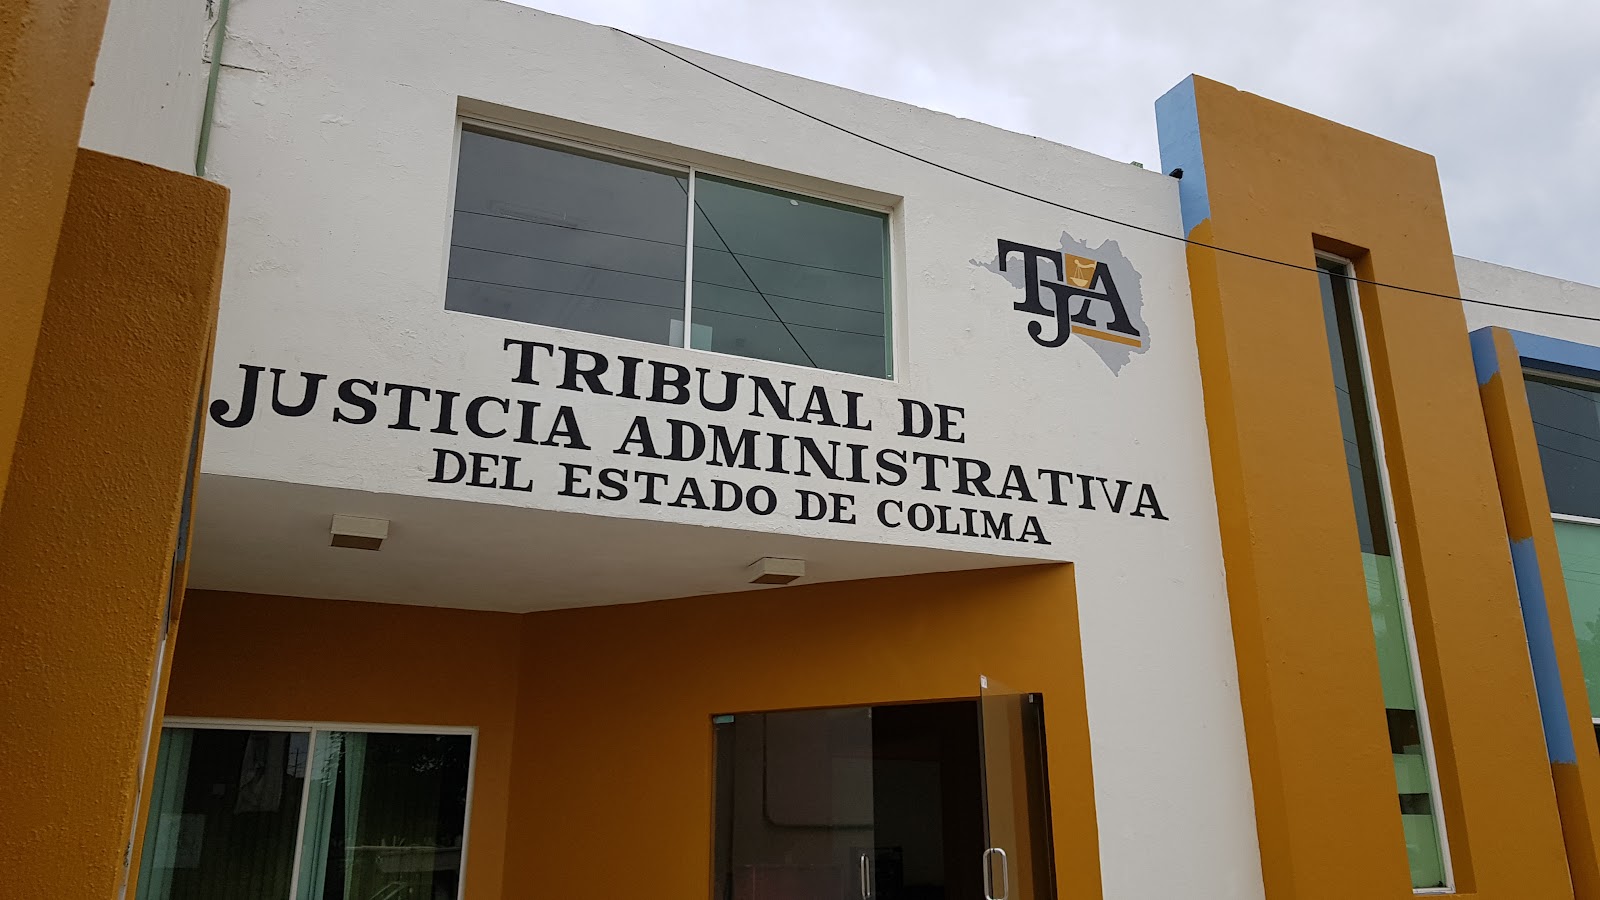 TJA
TRIBUNAL DE
JUSTICIA ADMINISTRATIVA
DEL ESTADO DE COLIMA